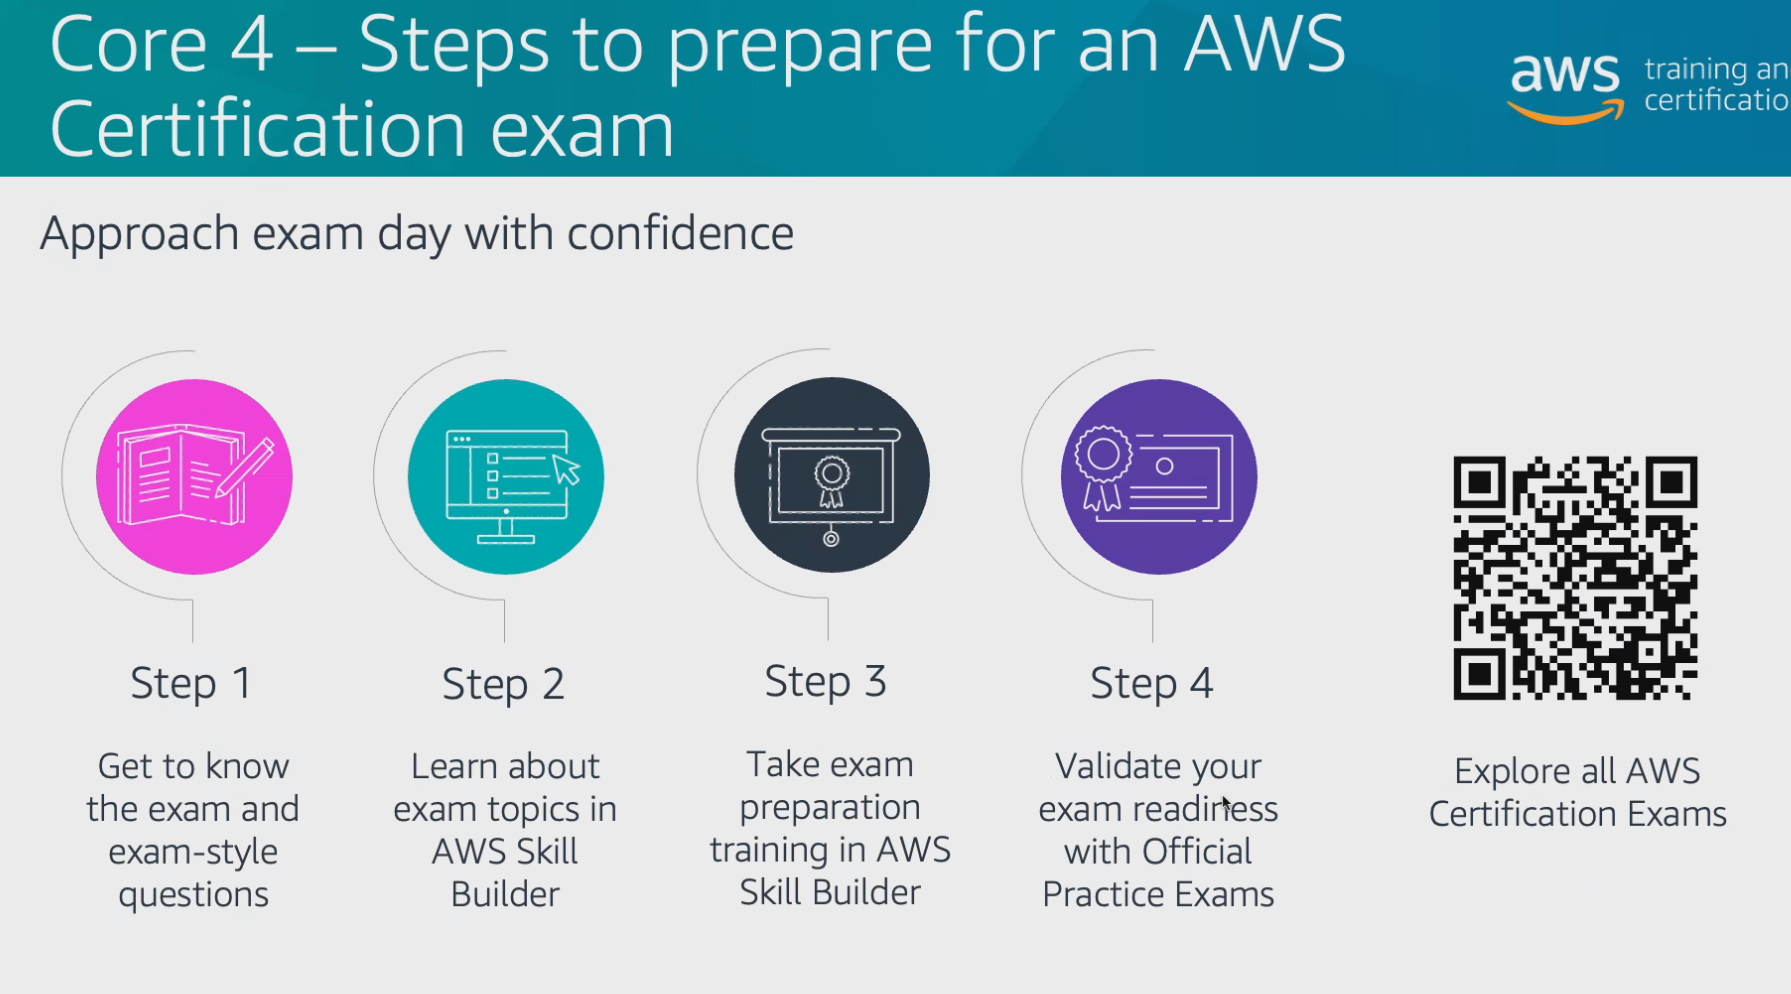 Core 4 – Steps to prepare for an AWS
Certification exam
aws
training an
certificatio
Approach exam day with confidence
Step 1
Get to know
the exam and
exam-style
questions
Step 2
Learn about
exam topics in
AWS Skill
Builder
Step 3
Take exam
preparation
training in AWS
Skill Builder
Step 4
Validate your
exam readiness
with Official
Practice Exams
Explore all AWS
Certification Exams